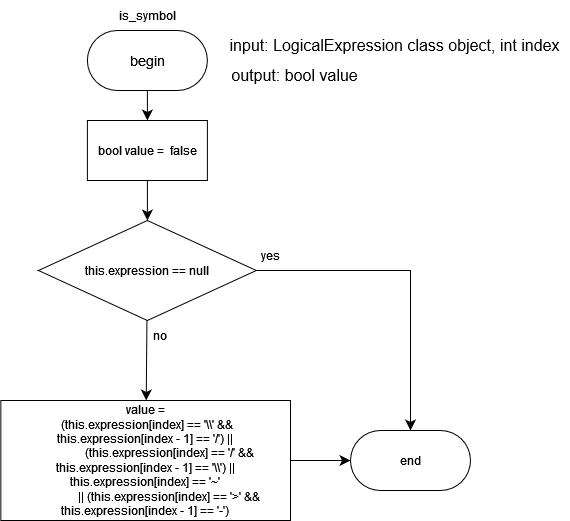 is_symbol
begin
input: LogicalExpression class object, int index
output: bool value
bool value = false
this.expression == null
yes
no
value =
(this.expression[index] == '\\' &&
this.expression[index - 1] == '/') ||
(this.expression[index] == '/' &&
this.expression[index - 1] == '\\') ||
this.expression[index] == '~'
|| (this.expression[index] == '>' &&
this.expression[index - 1] == '-')
end